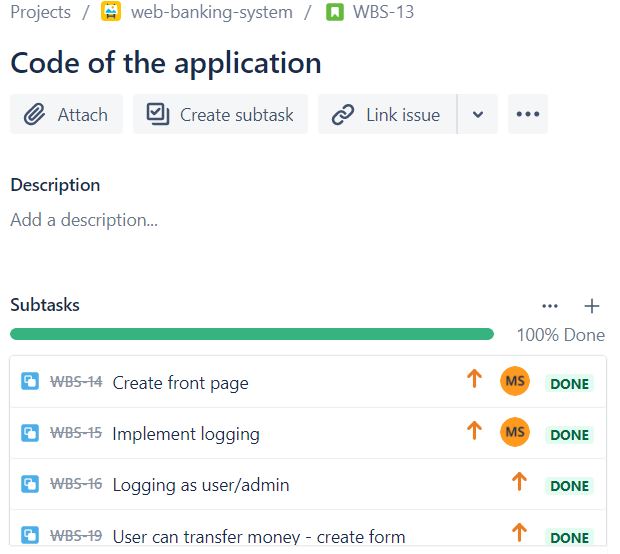 Projects / web-banking-system / WBS-13
Code of the application
Attach Create subtask Link issue
Description
Add a description...
Subtasks
100% Done
WBS-14 Create front page MS DONE
WBS-15 Implement logging MS DONE
WBS-16 Logging as user/admin DONE
WBS-19 User can transfer money - create form DONE